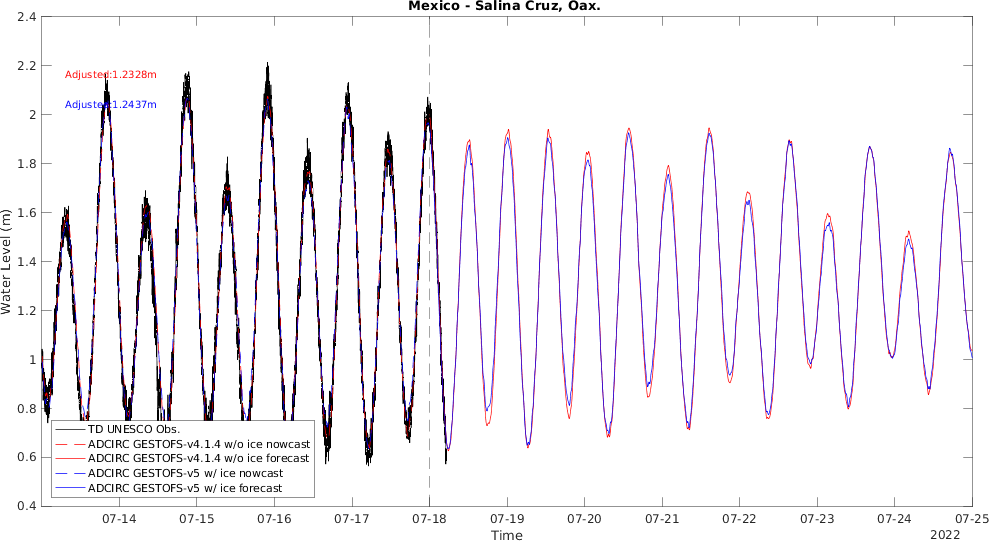 Mexico - Salina Cruz, Oax.
2.4
2.2
2
1.8
1.6
1.4
1.2
1
0.8
0.6
0.4
Water Level (m)
Adjusted:1.2328m
Adjusted:1.2437m
TD UNESCO Obs.
ADCIRC GESTOFS-v4.1.4 w/o ice nowcast
ADCIRC GESTOFS-v4.1.4 w/o ice forecast
ADCIRC GESTOFS-v5 w/ ice nowcast
ADCIRC GESTOFS-v5 w/ ice forecast
07-14 07-15 07-16 07-17 07-18 07-19 07-20 07-21 07-22 07-23 07-24 07-25
Time
2022